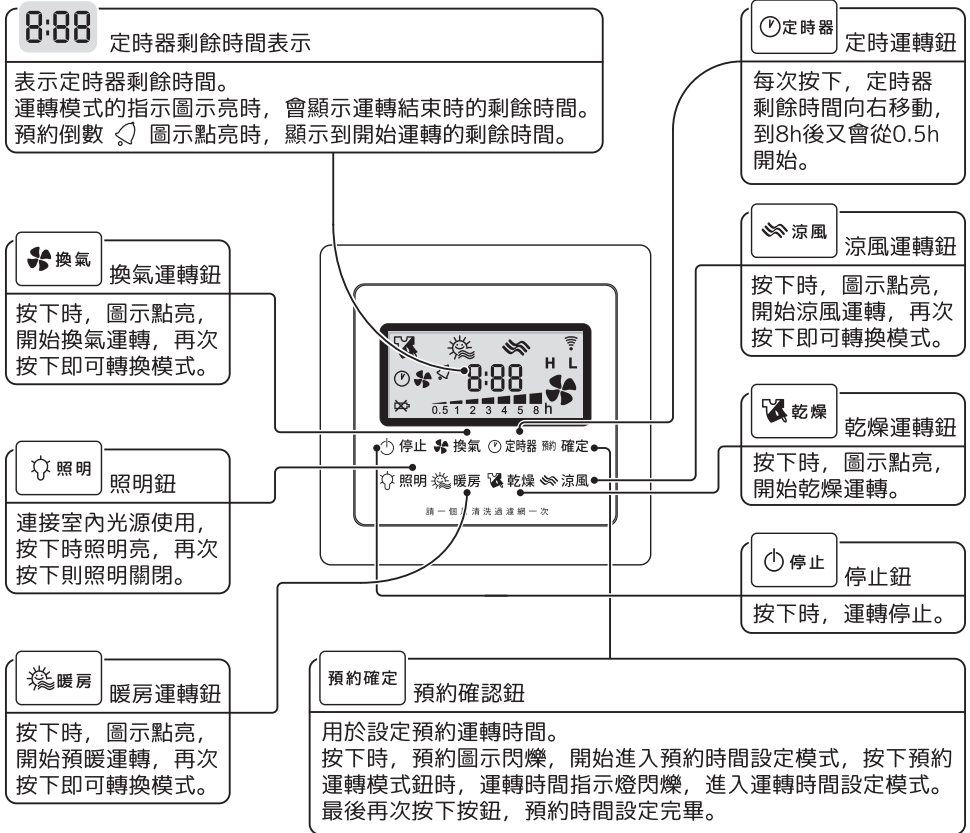 8:88 定時器剩餘時間表示
表示定時器剩餘時間。
運轉模式的指示圖示亮時，會顯示運轉結束時的剩餘時間。
預約倒數 圖示點亮時，顯示到開始運轉的剩餘時間。
定時器 定時運轉鈕
每次按下，定時器
剩餘時間向右移動，
到8h後又會從0.5h
開始。
換氣 換氣運轉鈕
按下時，圖示點亮，
開始換氣運轉，再次
按下即可轉換模式。
涼風 涼風運轉鈕
按下時，圖示點亮，
開始涼風運轉，再次
按下即可轉換模式。
H L
8:88
0.5 1 2 3 4 5 8 h
停止 換氣 定時器 預約 確定
照明 暖房 乾燥 涼風
請一個月清洗過濾網一次
照明 照明鈕
連接室內光源使用，
按下時照明亮，再次
按下則照明關閉。
乾燥 乾燥運轉鈕
按下時，圖示點亮，
開始乾燥運轉。
停止 停止鈕
按下時，運轉停止。
暖房 暖房運轉鈕
按下時，圖示點亮，
開始預暖運轉，再次
按下即可轉換模式。
預約確定 預約確認鈕
用於設定預約運轉時間。
按下時，預約圖示閃爍，開始進入預約時間設定模式，按下預約
運轉模式鈕時，運轉時間指示燈閃爍，進入運轉時間設定模式。
最後再次按下按鈕，預約時間設定完畢。